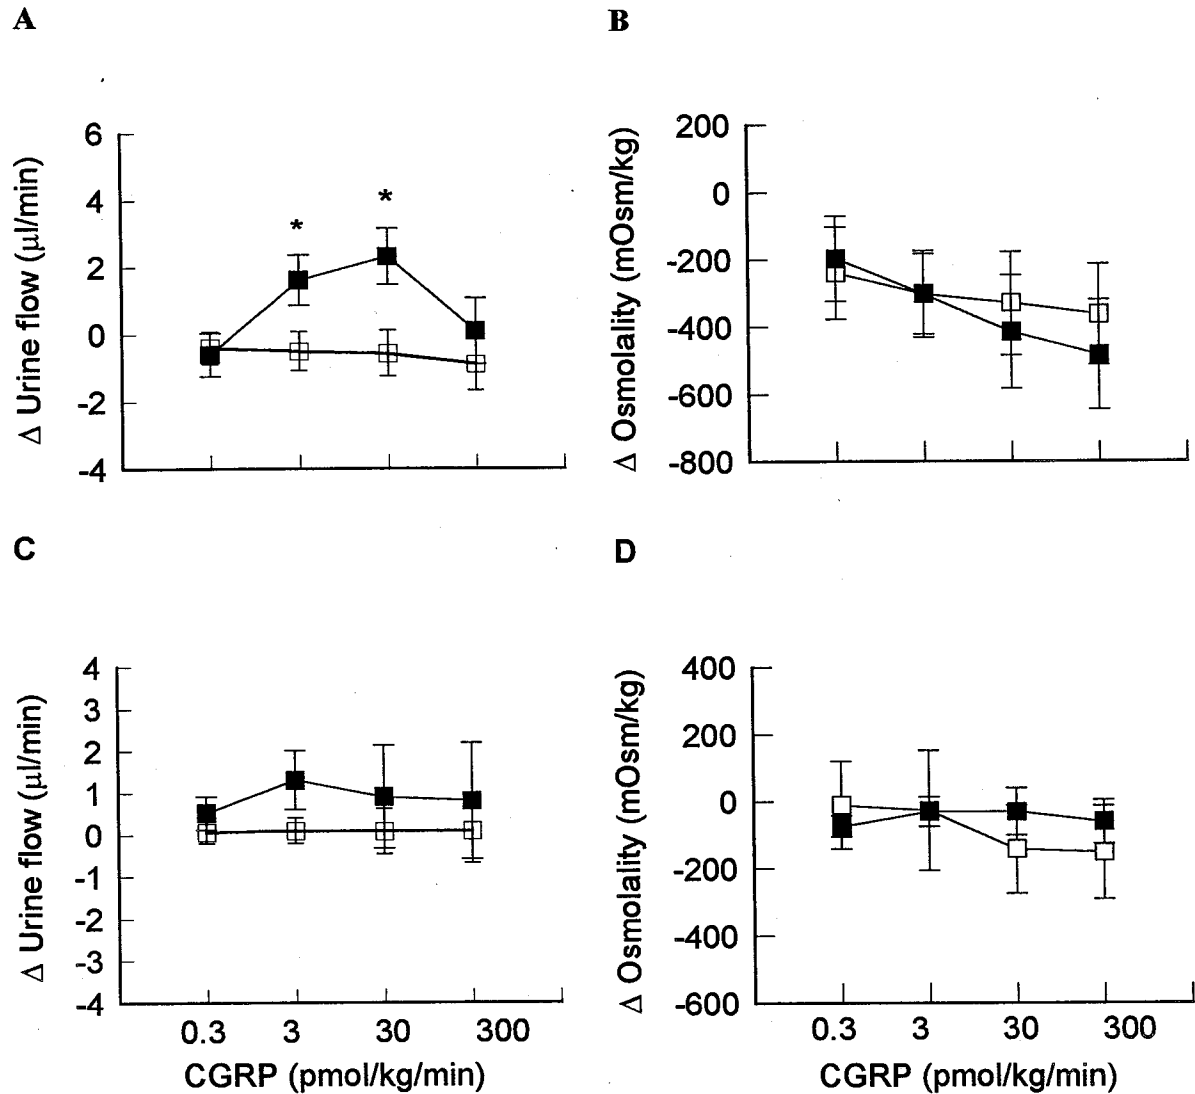 A
B
Δ Urine flow (μl/min)
6
4
2
0
-2
-4
*
*
Δ Osmolality (mOsm/kg)
200
0
-200
-400
-600
-800
C
D
Δ Urine flow (μl/min)
4
3
2
1
0
-1
-2
-3
-4
0.3 3 30 300
CGRP (pmol/kg/min)
Δ Osmolality (mOsm/kg)
400
200
0
-200
-400
-600
0.3 3 30 300
CGRP (pmol/kg/min)